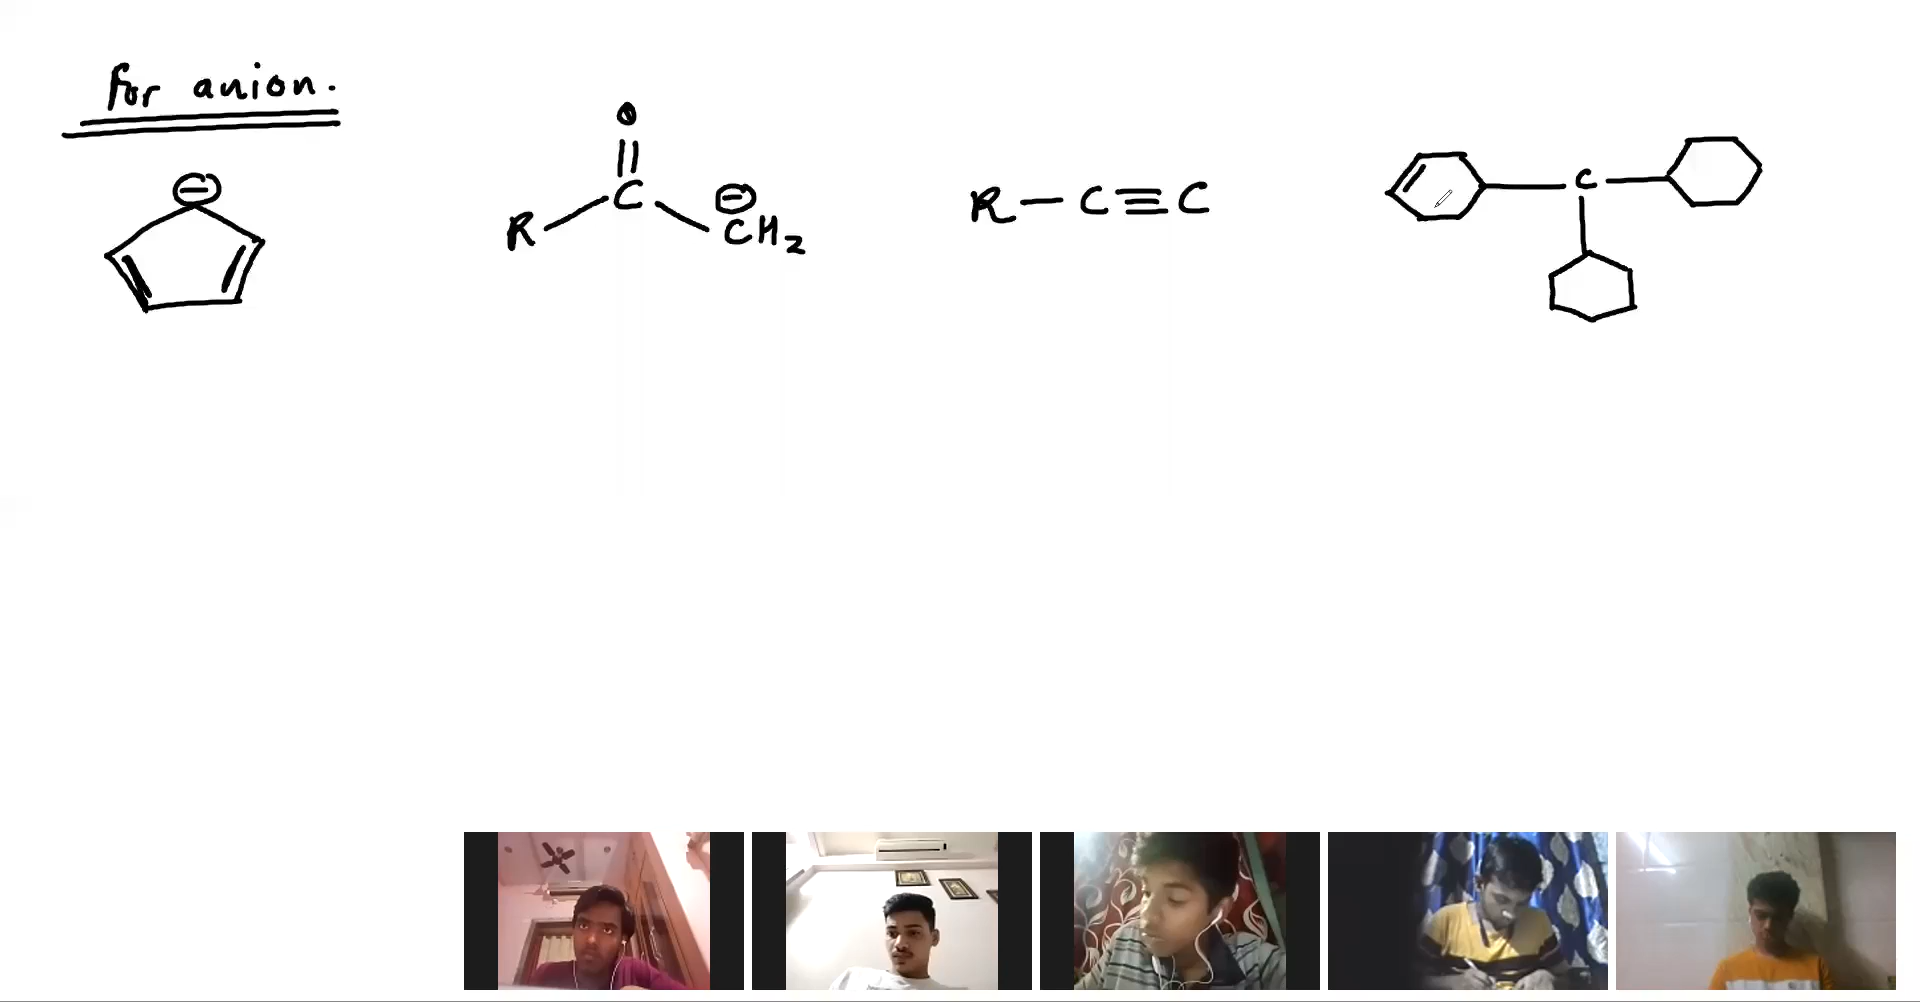 for anion.
⊖
O
R C ⊖
CH2
R - C ≡ C
C